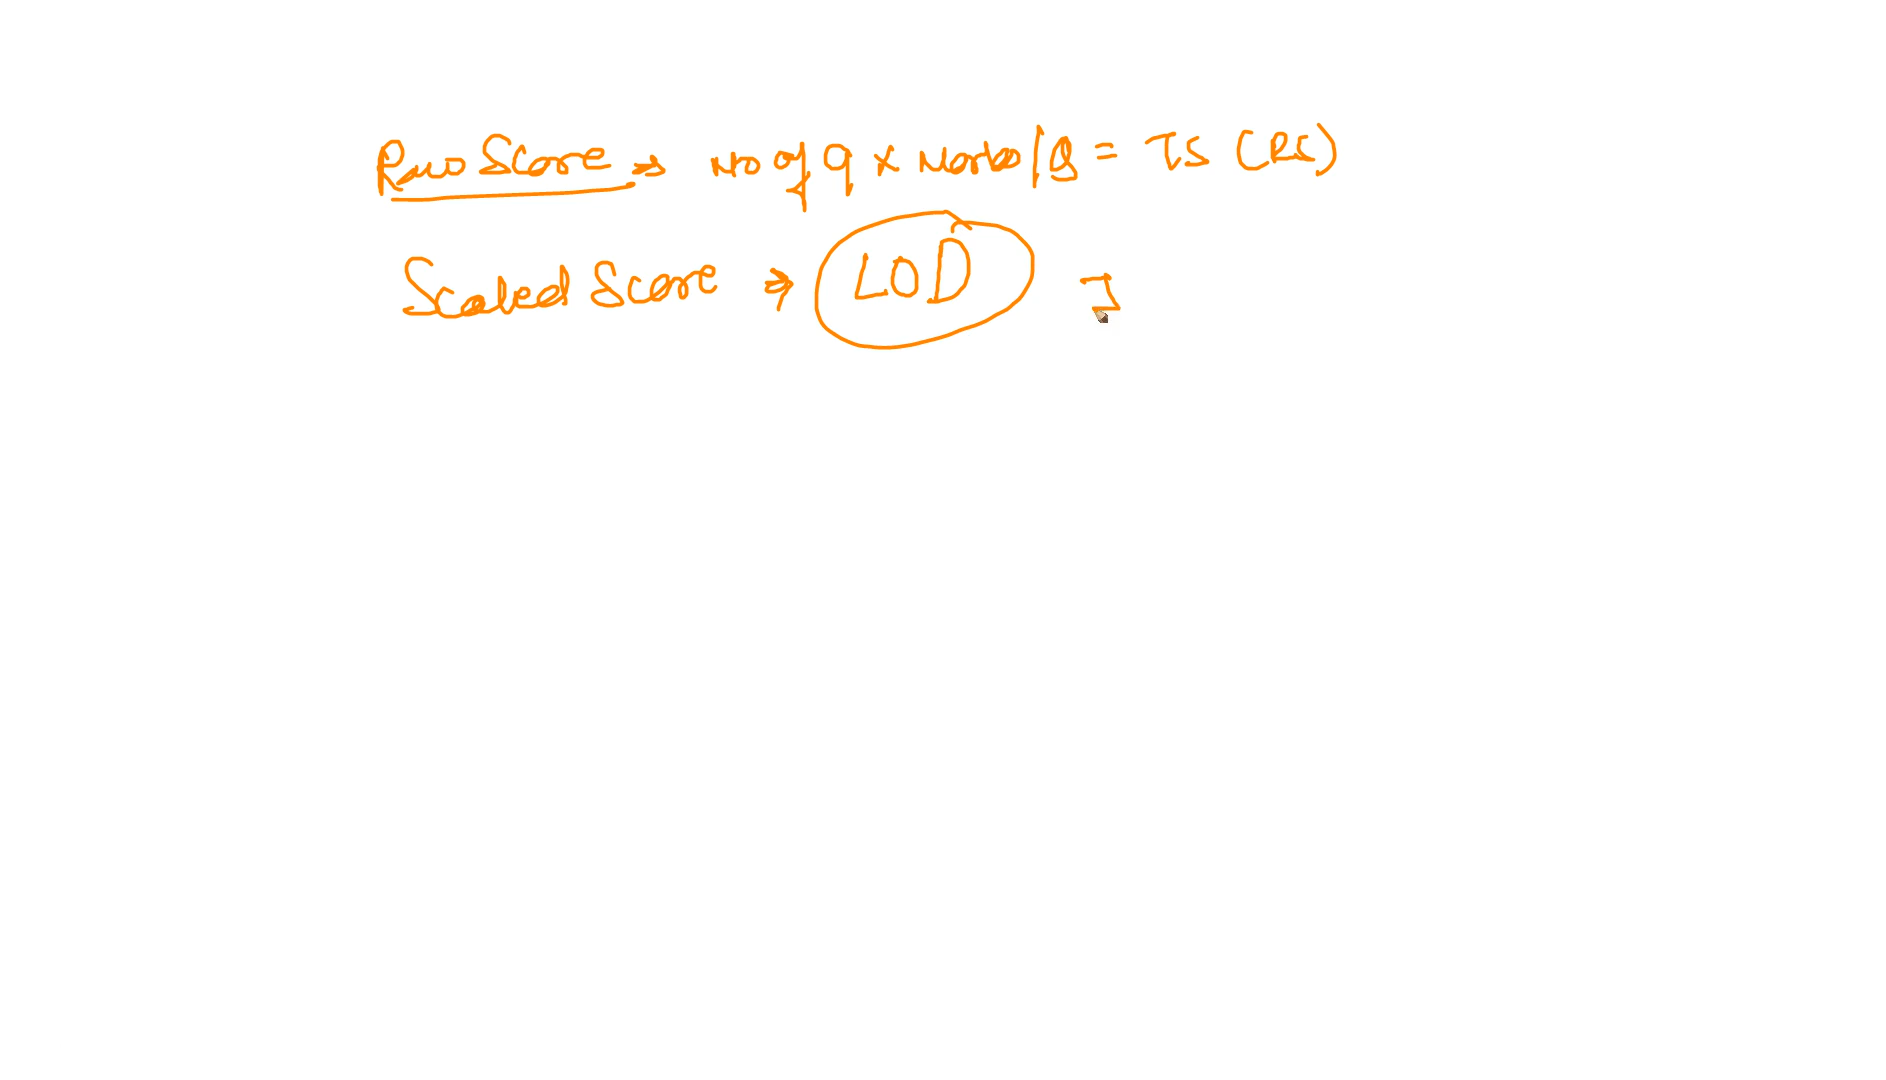 Raw Score → No of Q × Marks/Q = TS (RS)
Scaled Score → LOD I